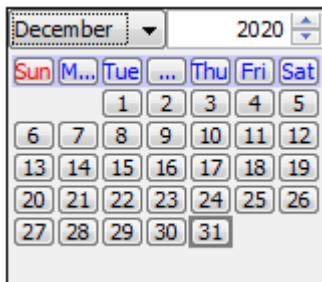 December 2020
Sun M... Tue ... Thu Fri Sat
1 2 3 4 5
6 7 8 9 10 11 12
13 14 15 16 17 18 19
20 21 22 23 24 25 26
27 28 29 30 31